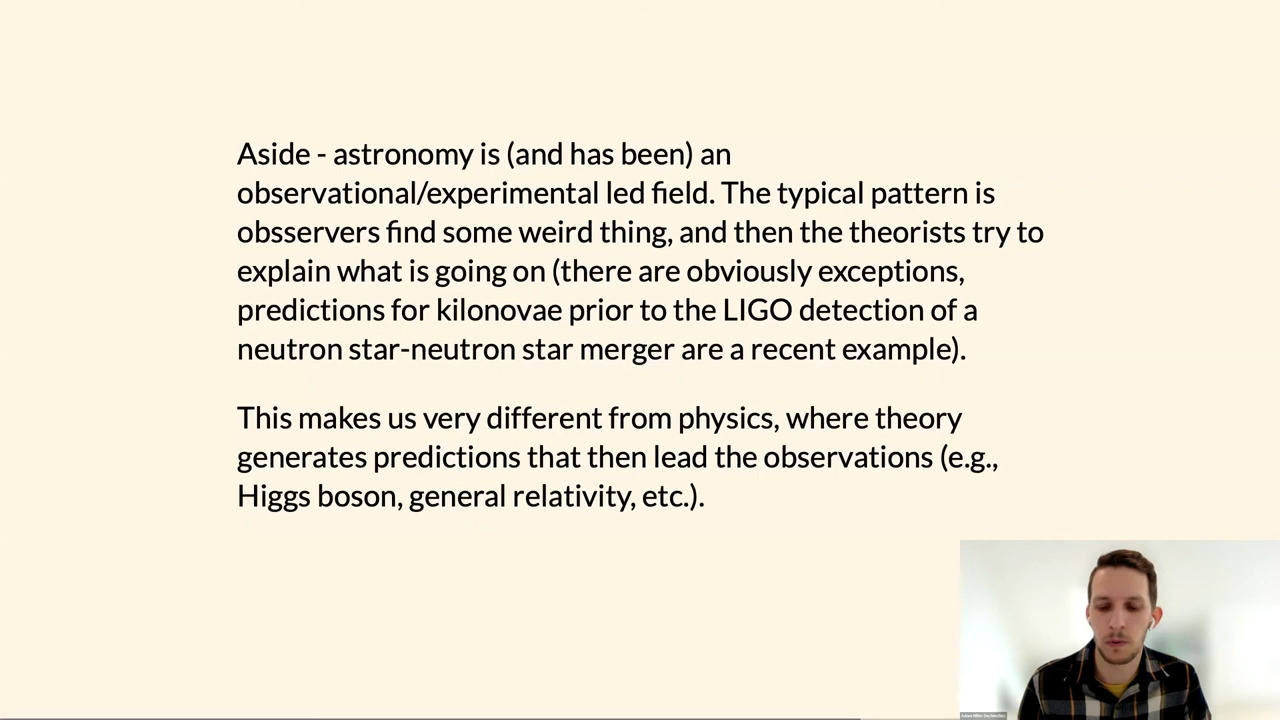 Aside - astronomy is (and has been) an
observational/experimental led field. The typical pattern is
obsservers find some weird thing, and then the theorists try to
explain what is going on (there are obviously exceptions,
predictions for kilonovae prior to the LIGO detection of a
neutron star-neutron star merger are a recent example).
This makes us very different from physics, where theory
generates predictions that then lead the observations (e.g.,
Higgs boson, general relativity, etc.).